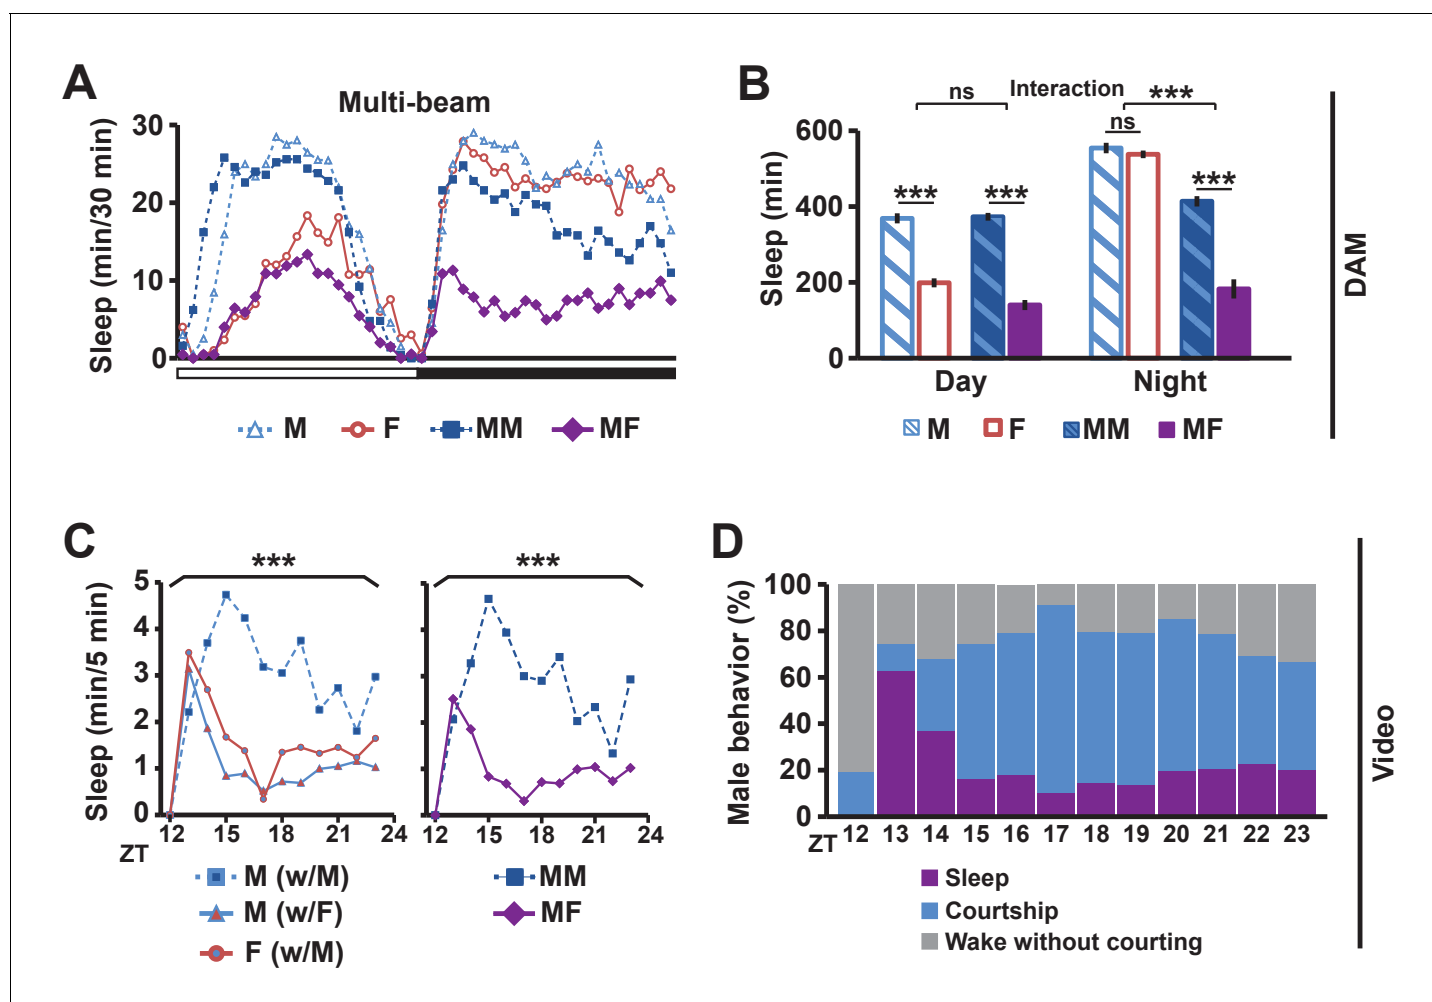 A
Multi-beam
Sleep (min/30 min)
30
20
10
0
M F MM MF
B
Interaction
ns ***
ns
*** *** ***
Sleep (min)
600
400
200
0
Day Night
M F MM MF
DAM
C
*** ***
Sleep (min/5 min)
5
4
3
2
1
0
12 15 18 21 24
12 15 18 21 24
ZT
M (w/M)
M (w/F)
F (w/M)
MM
MF
D
Male behavior (%)
100
80
60
40
20
0
ZT 12 13 14 15 16 17 18 19 20 21 22 23
Sleep
Courtship
Wake without courting
Video